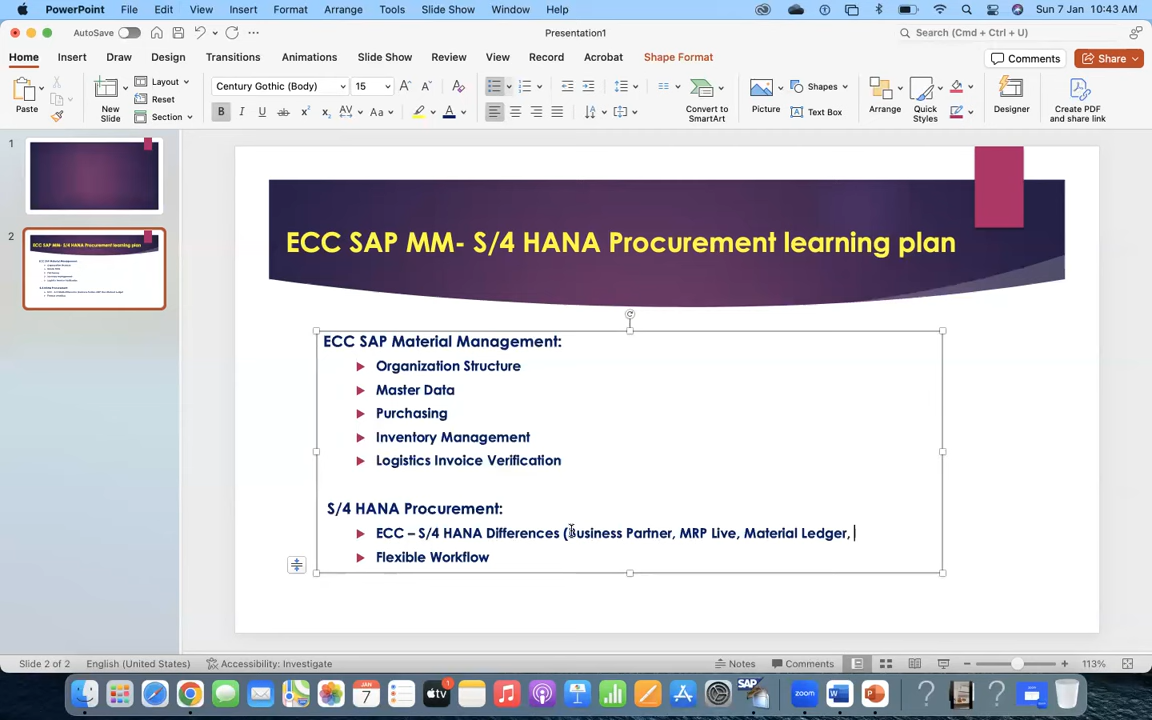 PowerPoint File Edit View Insert Format Arrange Tools Slide Show Window Help Sun 7 Jan 10:43 AM
AutoSave Presentation1 Search (Cmd + Ctrl + U)
Home Insert Draw Design Transitions Animations Slide Show Review View Record Acrobat Shape Format Comments Share
Paste New Slide Layout Reset Section Century Gothic (Body) 15 Convert to SmartArt Picture Shapes Text Box Arrange Quick Styles Designer Create PDF and share link
1
2
ECC SAP MM- S/4 HANA Procurement learning plan
ECC SAP Material Management:
Organization Structure
Master Data
Purchasing
Inventory Management
Logistics Invoice Verification
S/4 HANA Procurement:
ECC – S/4 HANA Differences (Business Partner, MRP Live, Material Ledger,
Flexible Workflow
Slide 2 of 2 English (United States) Accessibility: Investigate Notes Comments 113%